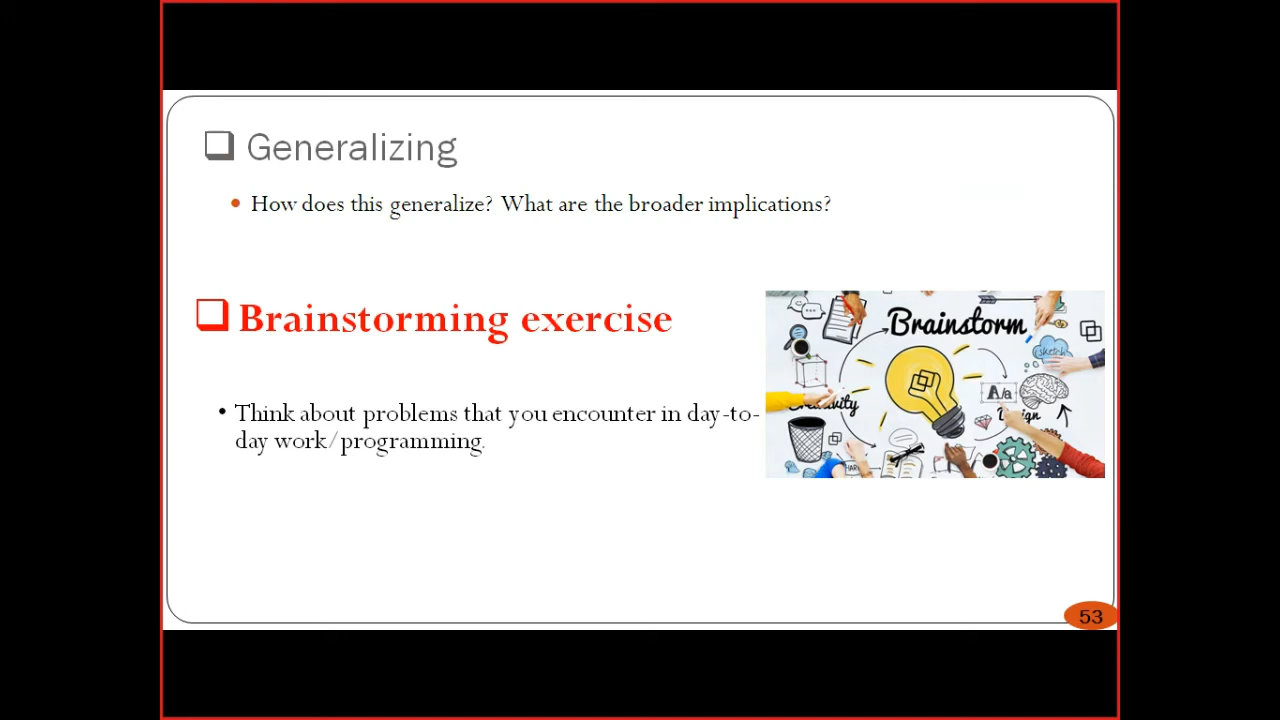 Generalizing
• How does this generalize? What are the broader implications?
Brainstorming exercise
Brainstorm
sketch
A/a
• Think about problems that you encounter in day-to-
day work/programming.
53